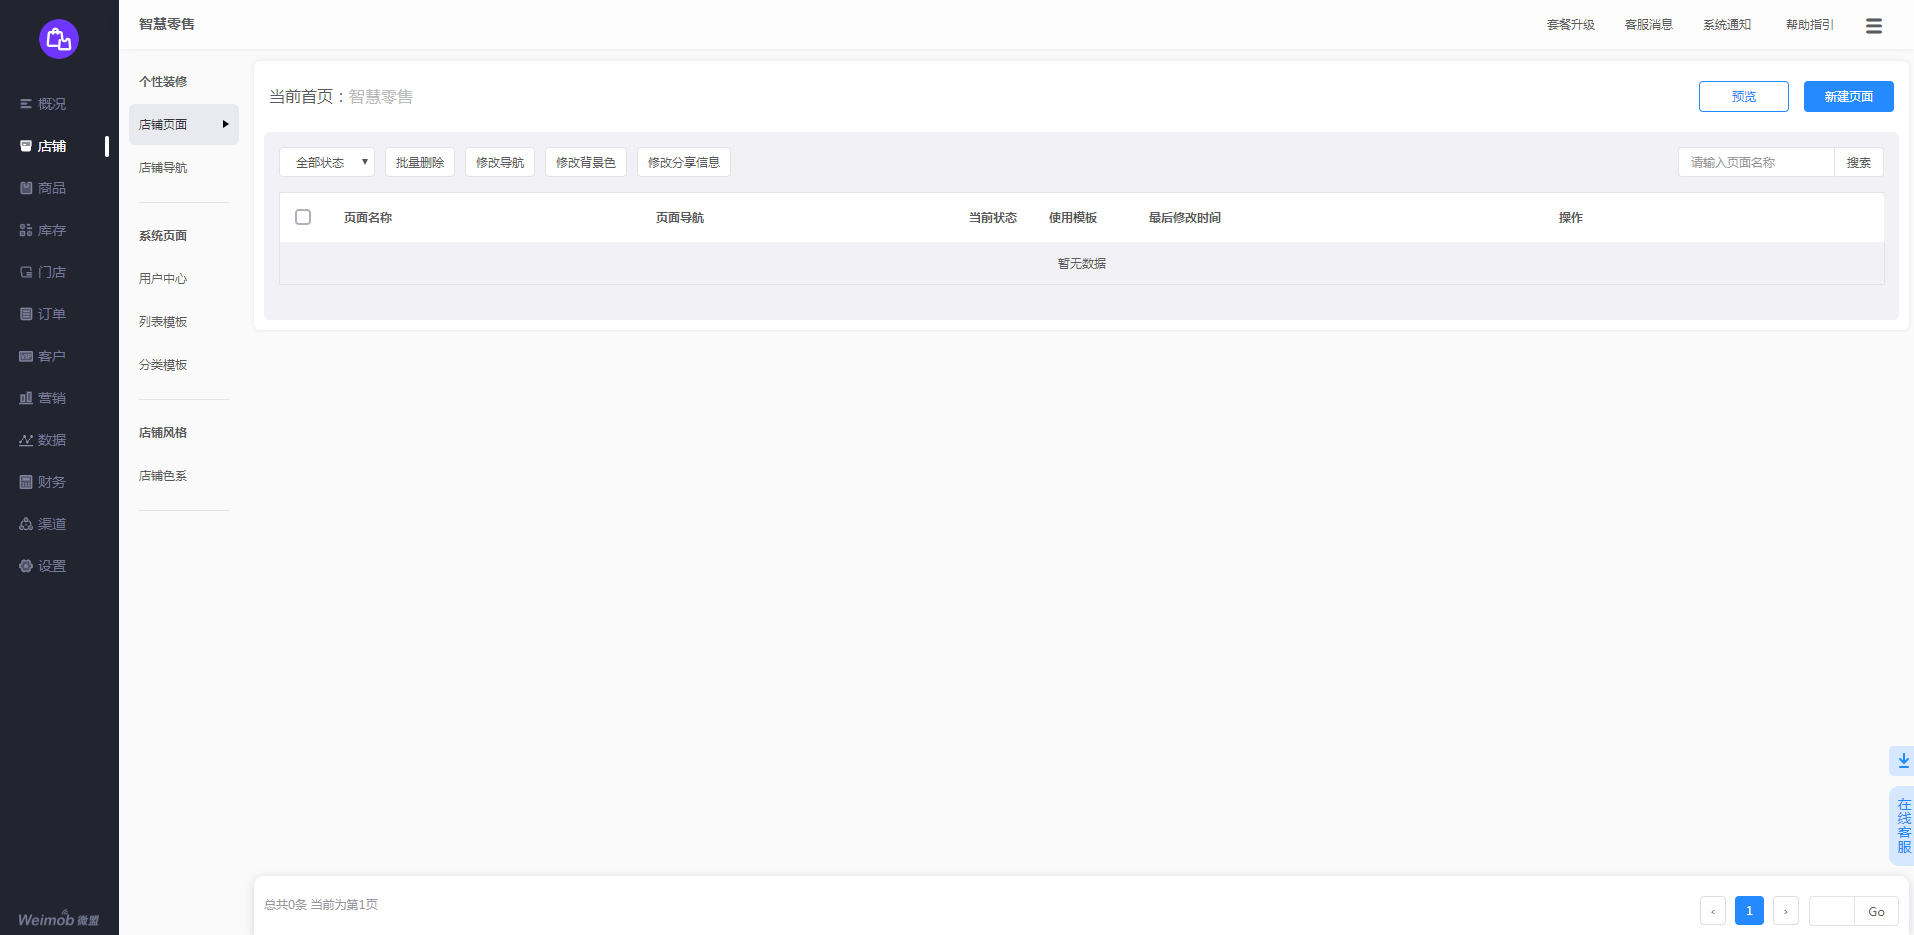 智慧零售
套餐升级 客服消息 系统通知 帮助指引
概况
店铺
商品
库存
门店
订单
客户
营销
数据
财务
渠道
设置
Weimob 微盟
个性装修
店铺页面
店铺导航
系统页面
用户中心
列表模板
分类模板
店铺风格
店铺色系
当前首页：智慧零售
预览 新建页面
全部状态 批量删除 修改导航 修改背景色 修改分享信息 请输入页面名称 搜索
页面名称 页面导航 当前状态 使用模板 最后修改时间 操作
暂无数据
在线客服
总共0条 当前为第1页
‹ 1 › Go